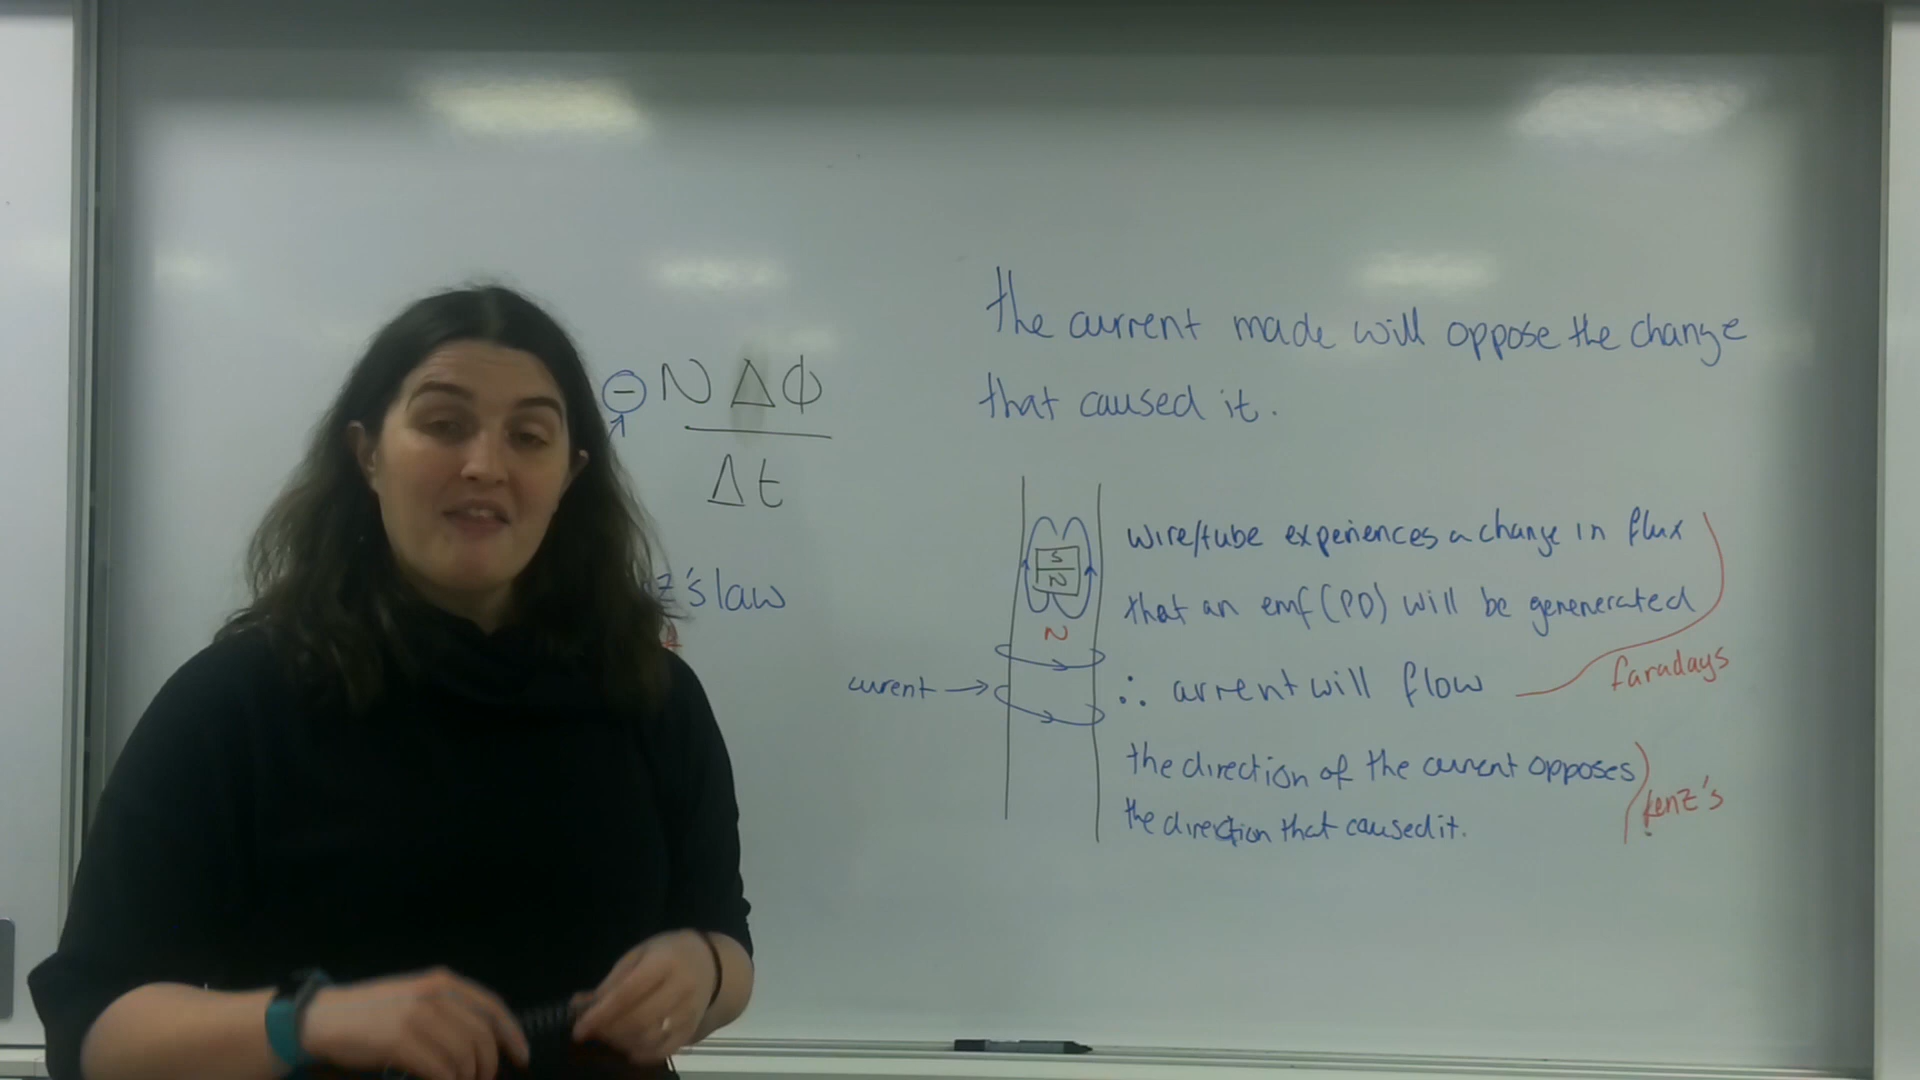 the current made will oppose the change
that caused it.
- N Δϕ
Δt
z's law
S
N
N
current →
wire/tube experiences a change in flux
that an emf (PD) will be genenerated
∴ current will flow
faradays
the direction of the current opposes
the direction that caused it.
Lenz's